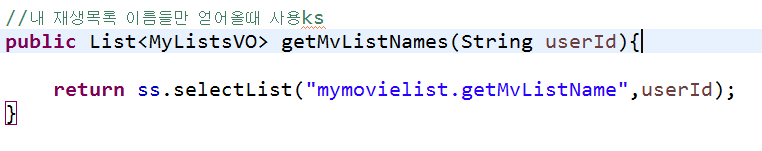 //내 재생목록 이름들만 얻어올때 사용ks
public List<MyListsVO> getMvListNames(String userId){
return ss.selectList("mymovielist.getMvListName",userId);
}